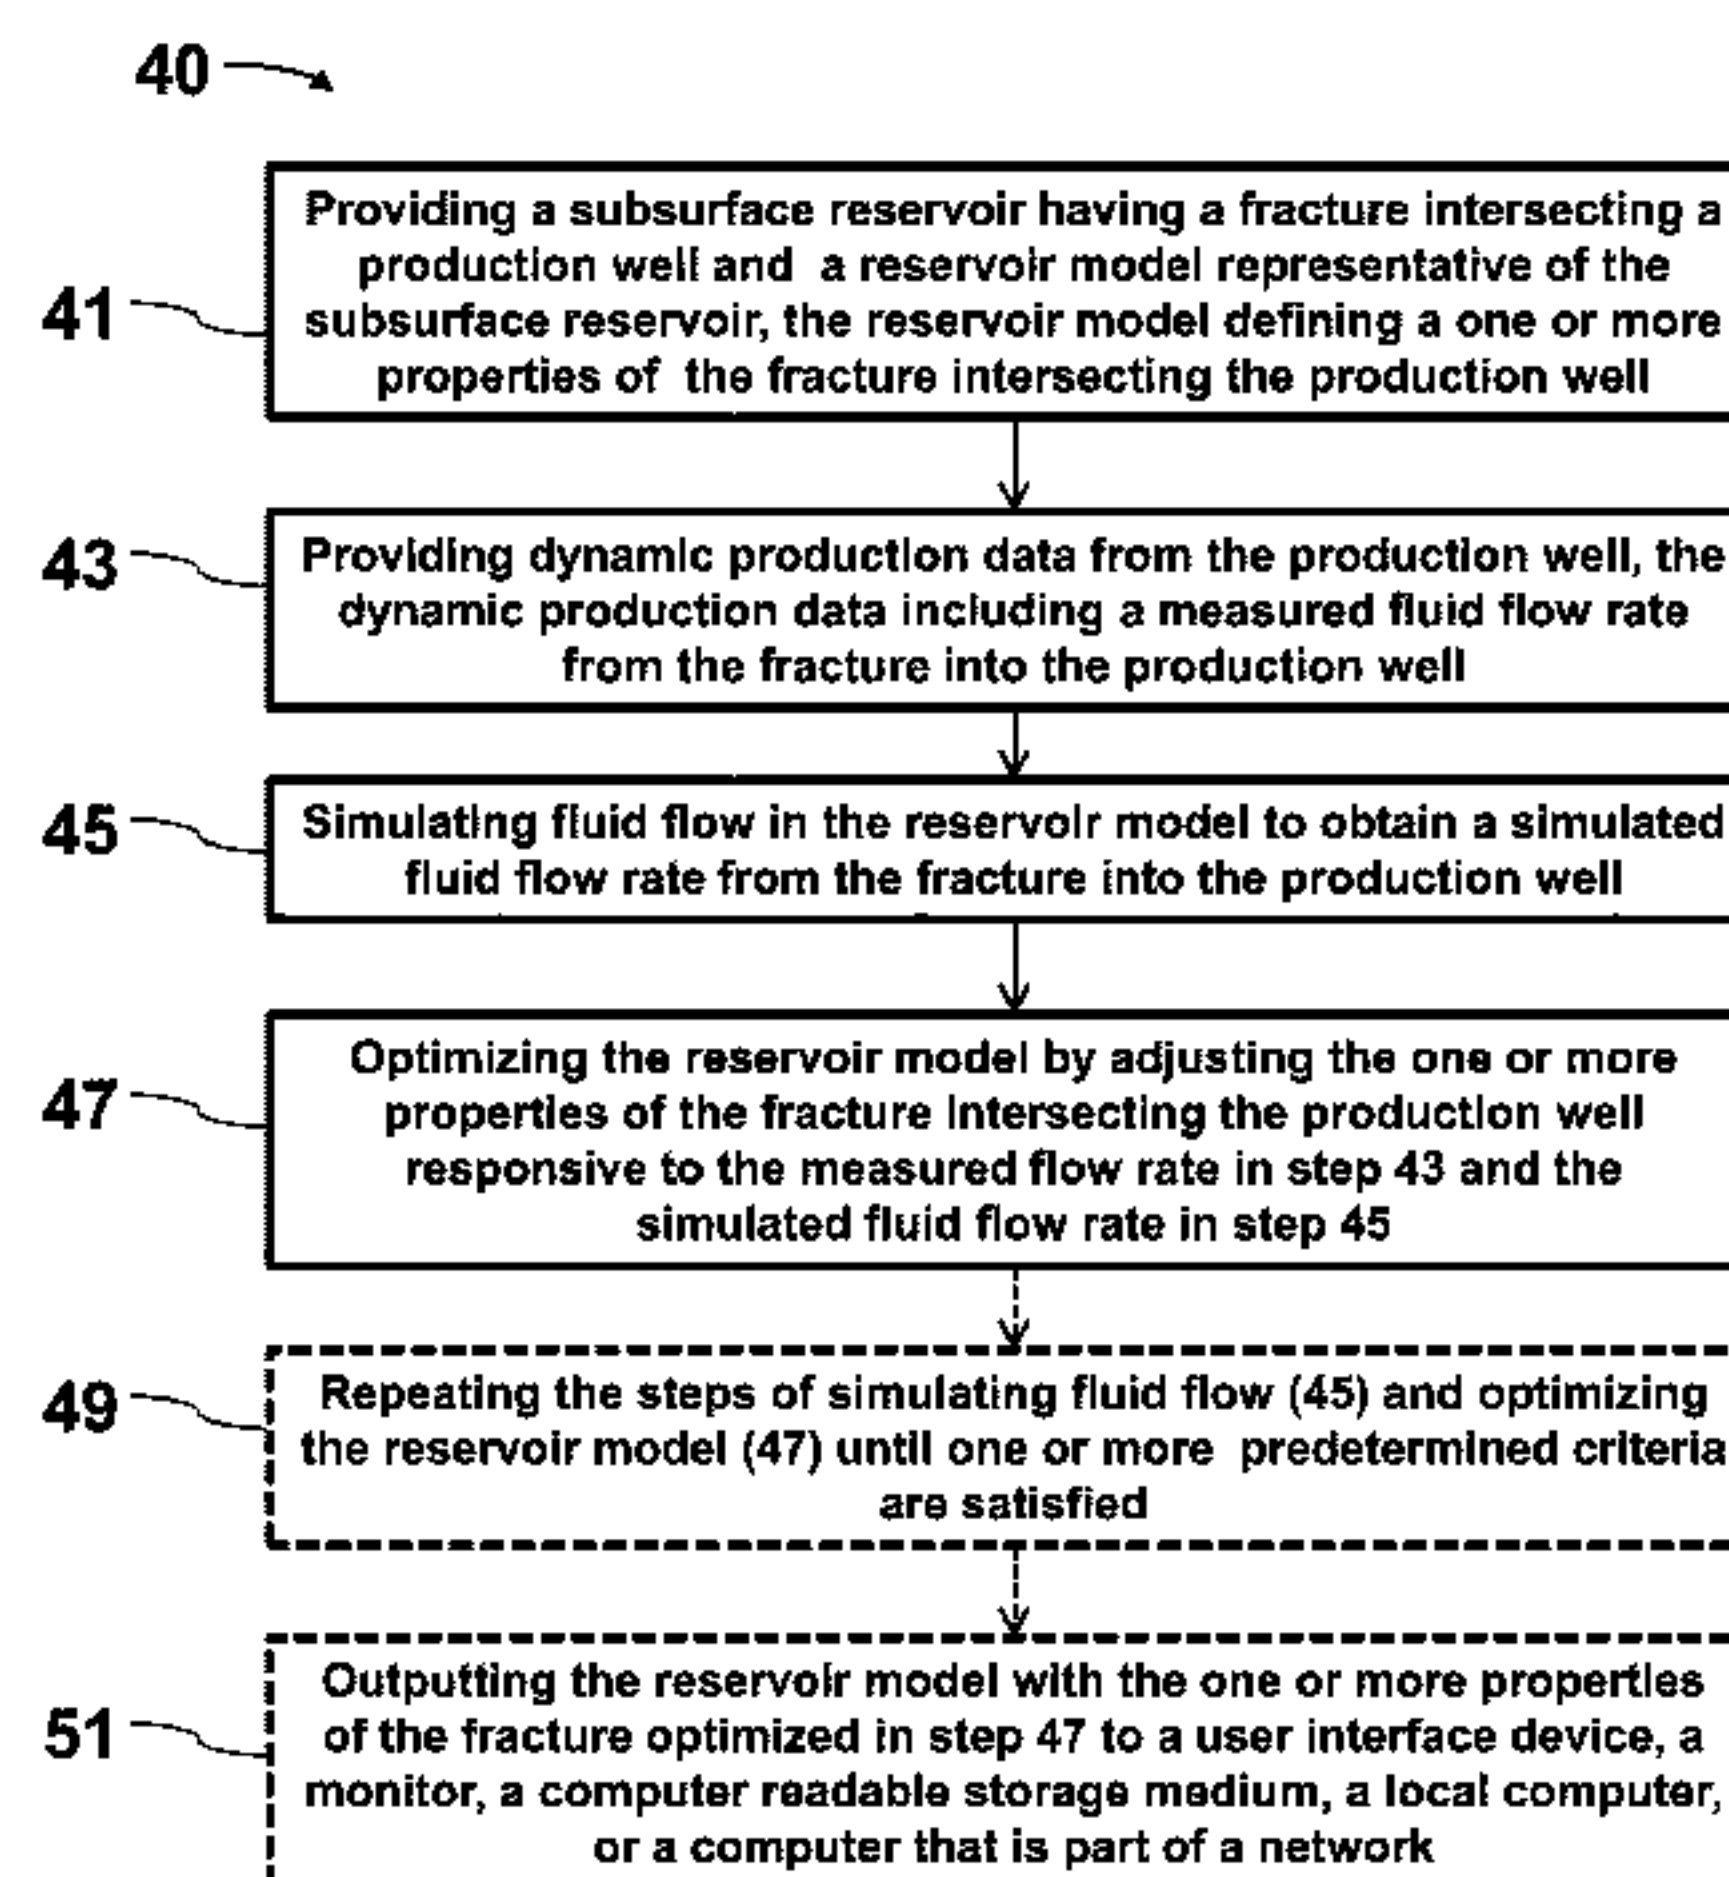 40
Providing a subsurface reservoir having a fracture intersecting a
production well and a reservoir model representative of the
41
subsurface reservoir, the reservoir model defining a one or more
properties of the fracture intersecting the production well
43
Providing dynamic production data from the production well, the
dynamic production data including a measured fluid flow rate
from the fracture into the production well
45
Simulating fluid flow in the reservoir model to obtain a simulated
fluid flow rate from the fracture into the production well
47
Optimizing the reservoir model by adjusting the one or more
properties of the fracture intersecting the production well
responsive to the measured flow rate in step 43 and the
simulated fluid flow rate in step 45
49
Repeating the steps of simulating fluid flow (45) and optimizing
the reservoir model (47) until one or more predetermined criteria
are satisfied
51
Outputting the reservoir model with the one or more properties
of the fracture optimized in step 47 to a user interface device, a
monitor, a computer readable storage medium, a local computer,
or a computer that is part of a network